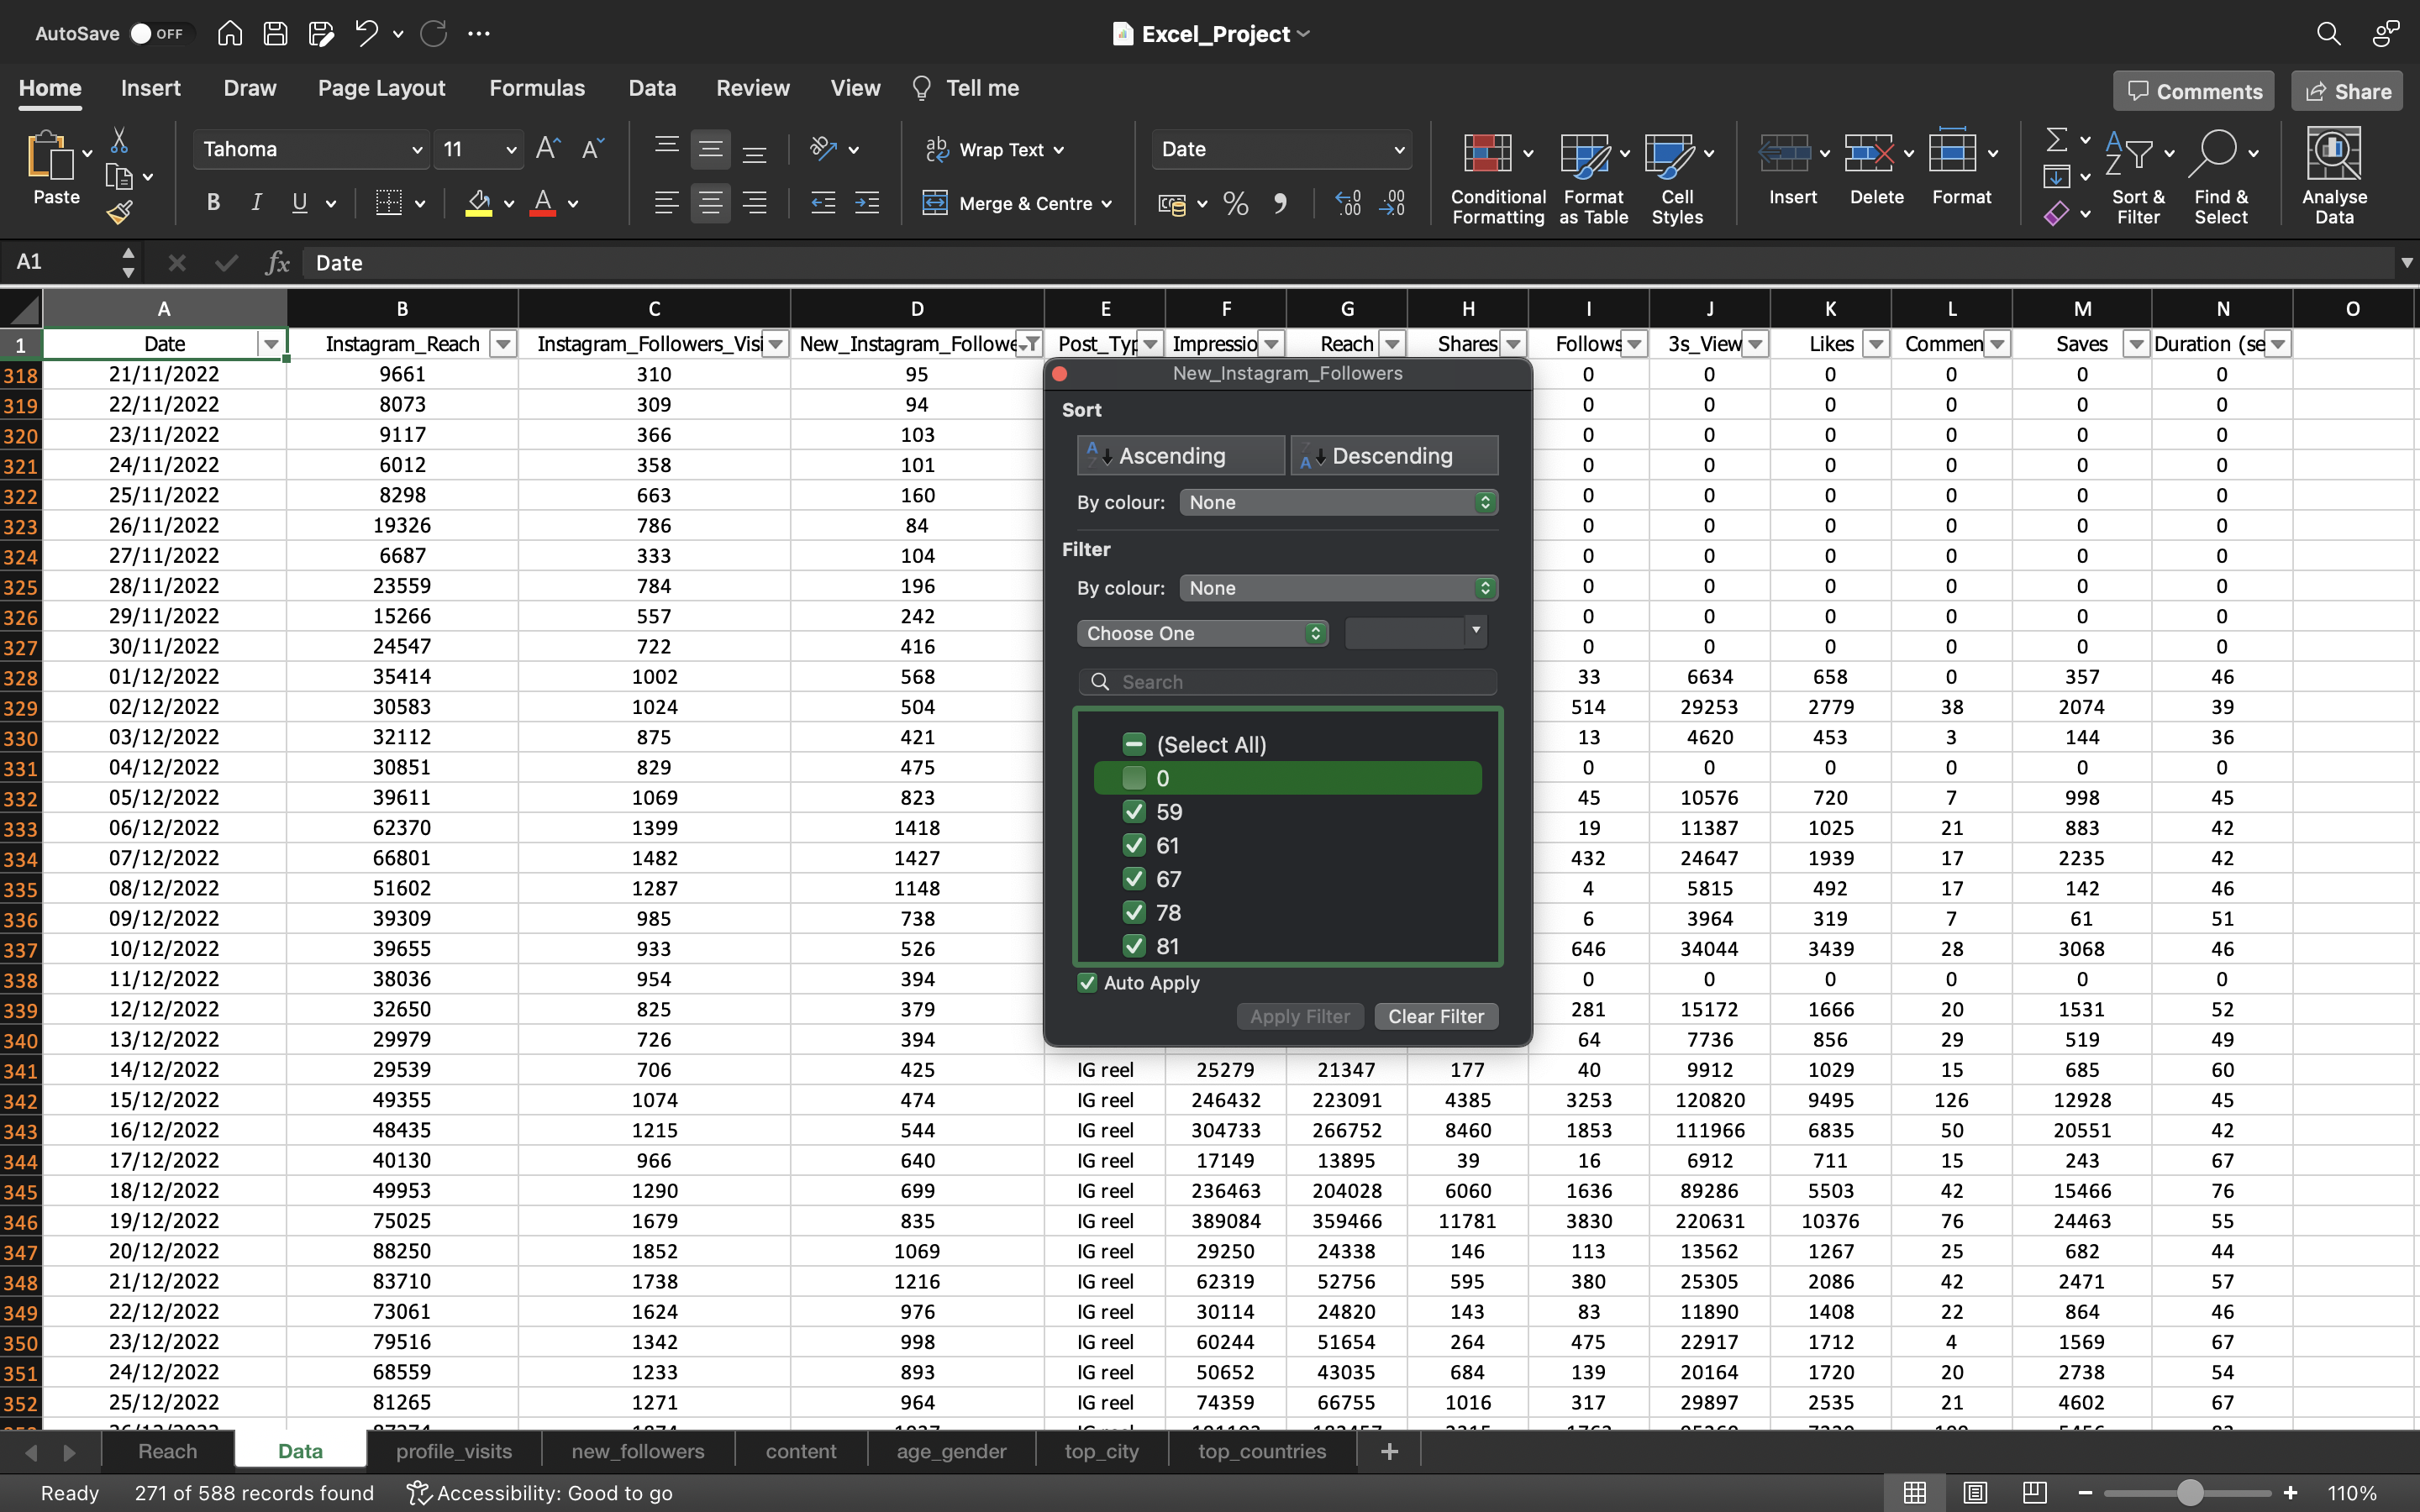 AutoSave OFF Excel_Project
Home Insert Draw Page Layout Formulas Data Review View Tell me Comments Share
Paste Tahoma 11 Wrap Text Date Conditional Formatting Format as Table Cell Styles Insert Delete Format Sort & Filter Find & Select Analyse Data
B I U Merge & Centre
A1 fx Date
A B C D E F G H I J K L M N O
1 Date Instagram_Reach Instagram_Followers_Visi New_Instagram_Followe Post_Typ Impressio Reach Shares Follows 3s_View Likes Commen Saves Duration (se
318 21/11/2022 9661 310 95 0 0 0 0 0 0
319 22/11/2022 8073 309 94 0 0 0 0 0 0
320 23/11/2022 9117 366 103 0 0 0 0 0 0
321 24/11/2022 6012 358 101 0 0 0 0 0 0
322 25/11/2022 8298 663 160 0 0 0 0 0 0
323 26/11/2022 19326 786 84 0 0 0 0 0 0
324 27/11/2022 6687 333 104 0 0 0 0 0 0
325 28/11/2022 23559 784 196 0 0 0 0 0 0
326 29/11/2022 15266 557 242 0 0 0 0 0 0
327 30/11/2022 24547 722 416 0 0 0 0 0 0
328 01/12/2022 35414 1002 568 33 6634 658 0 357 46
329 02/12/2022 30583 1024 504 514 29253 2779 38 2074 39
330 03/12/2022 32112 875 421 13 4620 453 3 144 36
331 04/12/2022 30851 829 475 0 0 0 0 0 0
332 05/12/2022 39611 1069 823 45 10576 720 7 998 45
333 06/12/2022 62370 1399 1418 19 11387 1025 21 883 42
334 07/12/2022 66801 1482 1427 432 24647 1939 17 2235 42
335 08/12/2022 51602 1287 1148 4 5815 492 17 142 46
336 09/12/2022 39309 985 738 6 3964 319 7 61 51
337 10/12/2022 39655 933 526 646 34044 3439 28 3068 46
338 11/12/2022 38036 954 394 0 0 0 0 0 0
339 12/12/2022 32650 825 379 281 15172 1666 20 1531 52
340 13/12/2022 29979 726 394 64 7736 856 29 519 49
341 14/12/2022 29539 706 425 IG reel 25279 21347 177 40 9912 1029 15 685 60
342 15/12/2022 49355 1074 474 IG reel 246432 223091 4385 3253 120820 9495 126 12928 45
343 16/12/2022 48435 1215 544 IG reel 304733 266752 8460 1853 111966 6835 50 20551 42
344 17/12/2022 40130 966 640 IG reel 17149 13895 39 16 6912 711 15 243 67
345 18/12/2022 49953 1290 699 IG reel 236463 204028 6060 1636 89286 5503 42 15466 76
346 19/12/2022 75025 1679 835 IG reel 389084 359466 11781 3830 220631 10376 76 24463 55
347 20/12/2022 88250 1852 1069 IG reel 29250 24338 146 113 13562 1267 25 682 44
348 21/12/2022 83710 1738 1216 IG reel 62319 52756 595 380 25305 2086 42 2471 57
349 22/12/2022 73061 1624 976 IG reel 30114 24820 143 83 11890 1408 22 864 46
350 23/12/2022 79516 1342 998 IG reel 60244 51654 264 475 22917 1712 4 1569 67
351 24/12/2022 68559 1233 893 IG reel 50652 43035 684 139 20164 1720 20 2738 54
352 25/12/2022 81265 1271 964 IG reel 74359 66755 1016 317 29897 2535 21 4602 67
New_Instagram_Followers
Sort
Ascending Descending
By colour: None
Filter
By colour: None
Choose One
Search
(Select All)
0
59
61
67
78
81
Auto Apply
Apply Filter Clear Filter
Reach Data profile_visits new_followers content age_gender top_city top_countries +
Ready 271 of 588 records found Accessibility: Good to go 110%